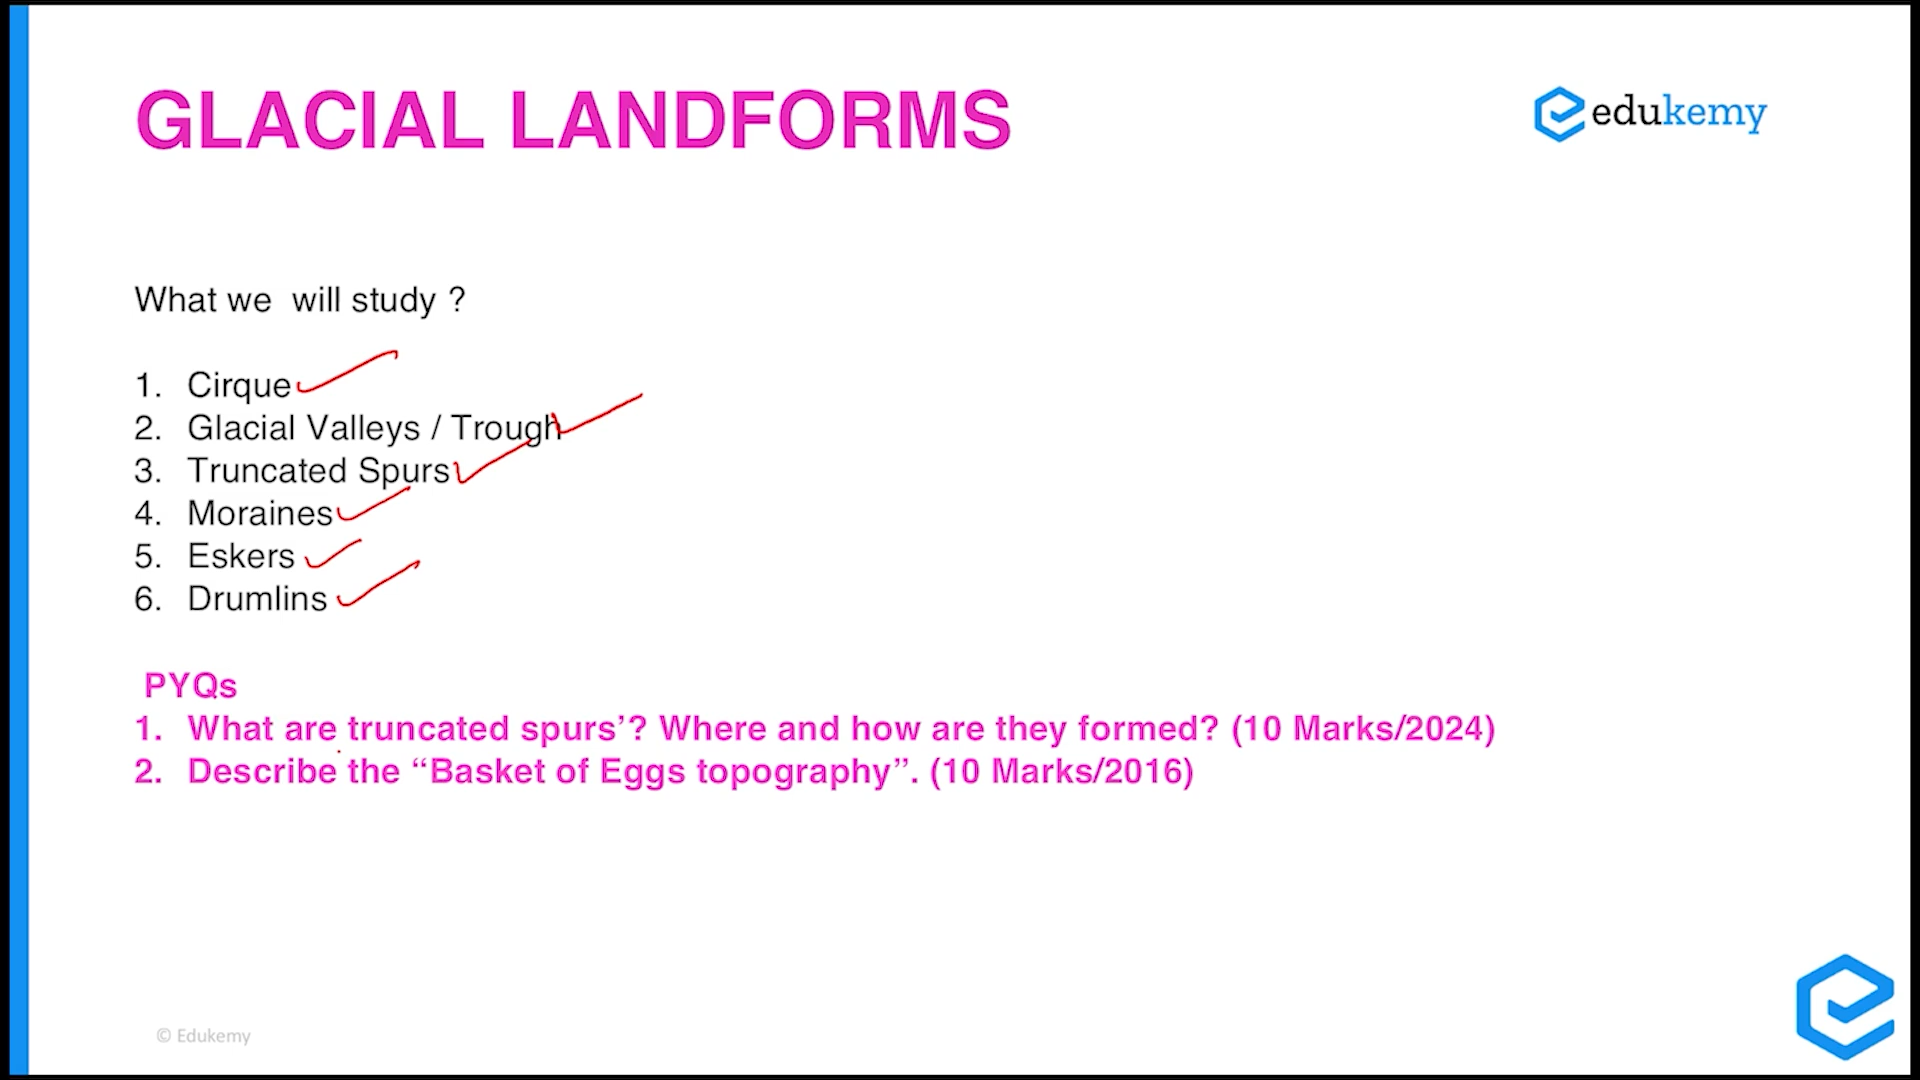 GLACIAL LANDFORMS
edukemy
What we will study ?
1. Cirque
2. Glacial Valleys / Trough
3. Truncated Spurs
4. Moraines
5. Eskers
6. Drumlins
PYQs
1. What are truncated spurs’? Where and how are they formed? (10 Marks/2024)
2. Describe the “Basket of Eggs topography”. (10 Marks/2016)
© Edukemy